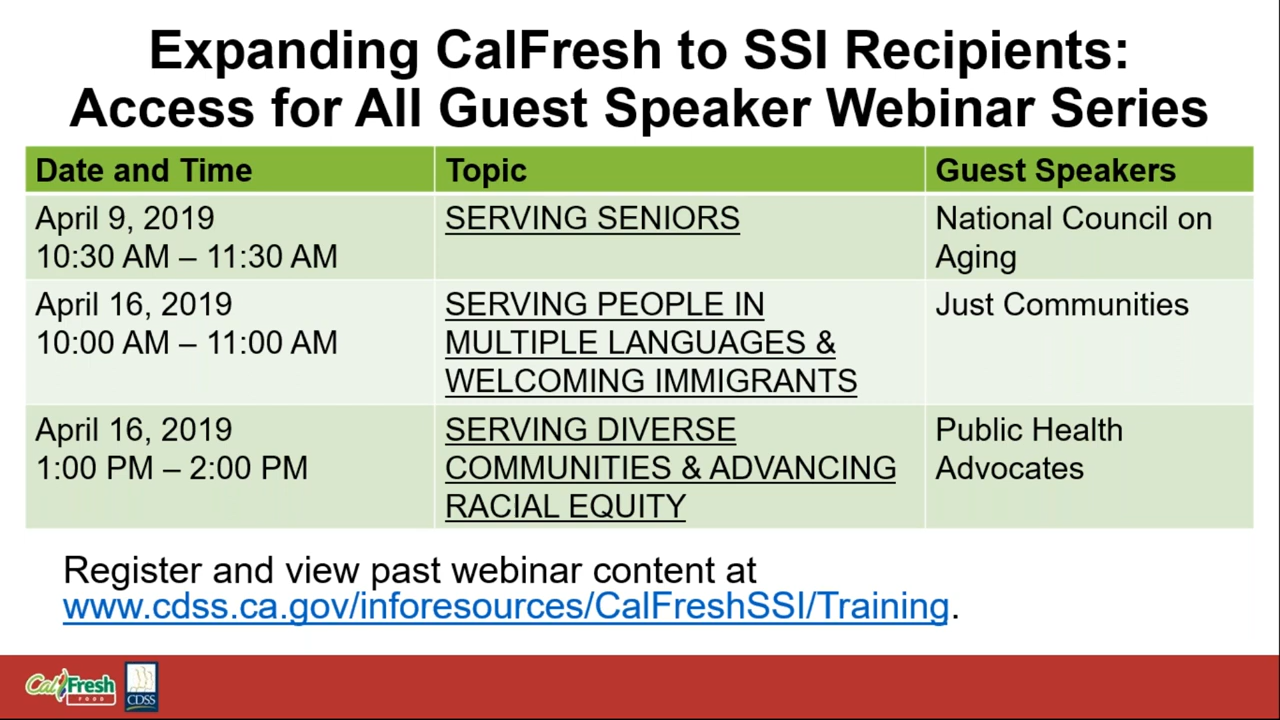 Expanding CalFresh to SSI Recipients:
Access for All Guest Speaker Webinar Series
Date and Time
Topic
Guest Speakers
April 9, 2019
10:30 AM – 11:30 AM
SERVING SENIORS
National Council on
Aging
April 16, 2019
10:00 AM – 11:00 AM
SERVING PEOPLE IN
MULTIPLE LANGUAGES &
WELCOMING IMMIGRANTS
Just Communities
April 16, 2019
1:00 PM – 2:00 PM
SERVING DIVERSE
COMMUNITIES & ADVANCING
RACIAL EQUITY
Public Health
Advocates
Register and view past webinar content at
www.cdss.ca.gov/inforesources/CalFreshSSI/Training.
CalFresh
FOOD
CDSS